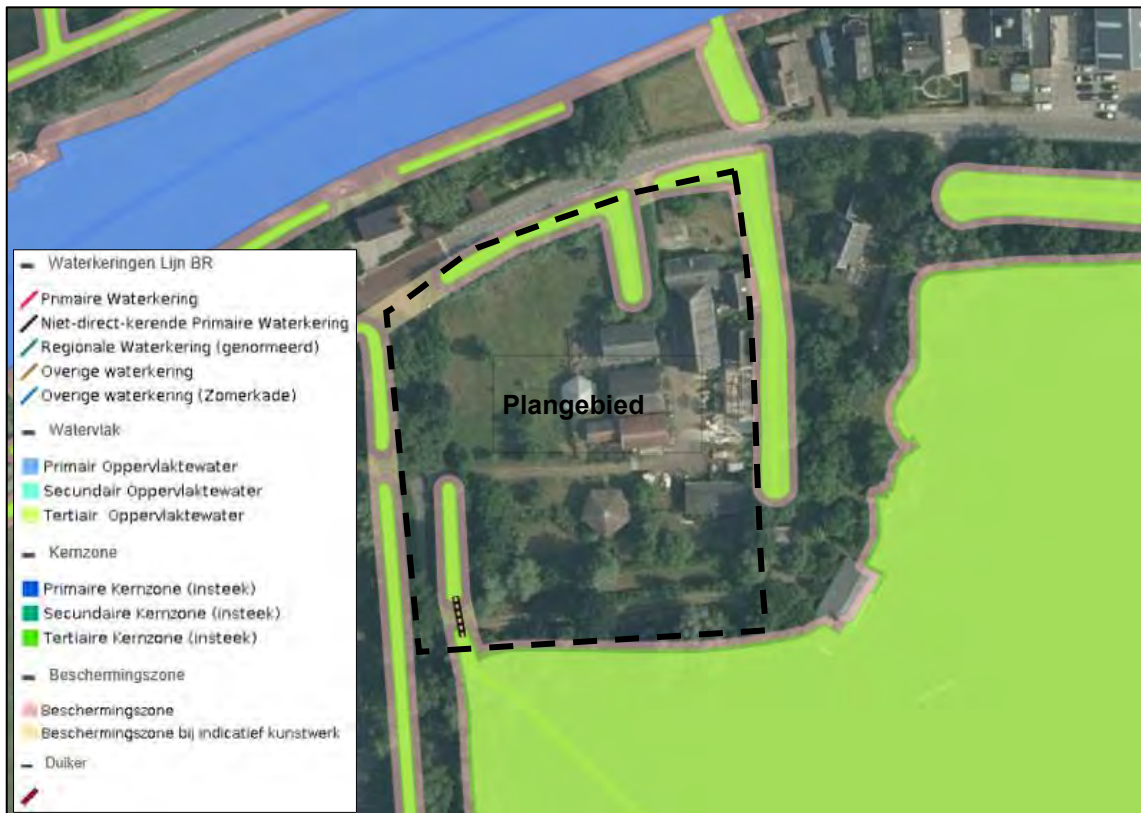 Waterkeringen Lijn BR
Primaire Waterkering
Niet-direct-kerende Primaire Waterkering
Regionale Waterkering (genormeerd)
Overige waterkering
Overige waterkering (Zomerkade)
Watervlak
Primair Oppervlaktewater
Secundair Oppervlaktewater
Tertiair Oppervlaktewater
Kernzone
Primaire Kernzone (insteek)
Secundaire Kernzone (insteek)
Tertiaire Kernzone (insteek)
Beschermingszone
Beschermingszone
Beschermingszone bij indicatief kunstwerk
Duiker
Plangebied